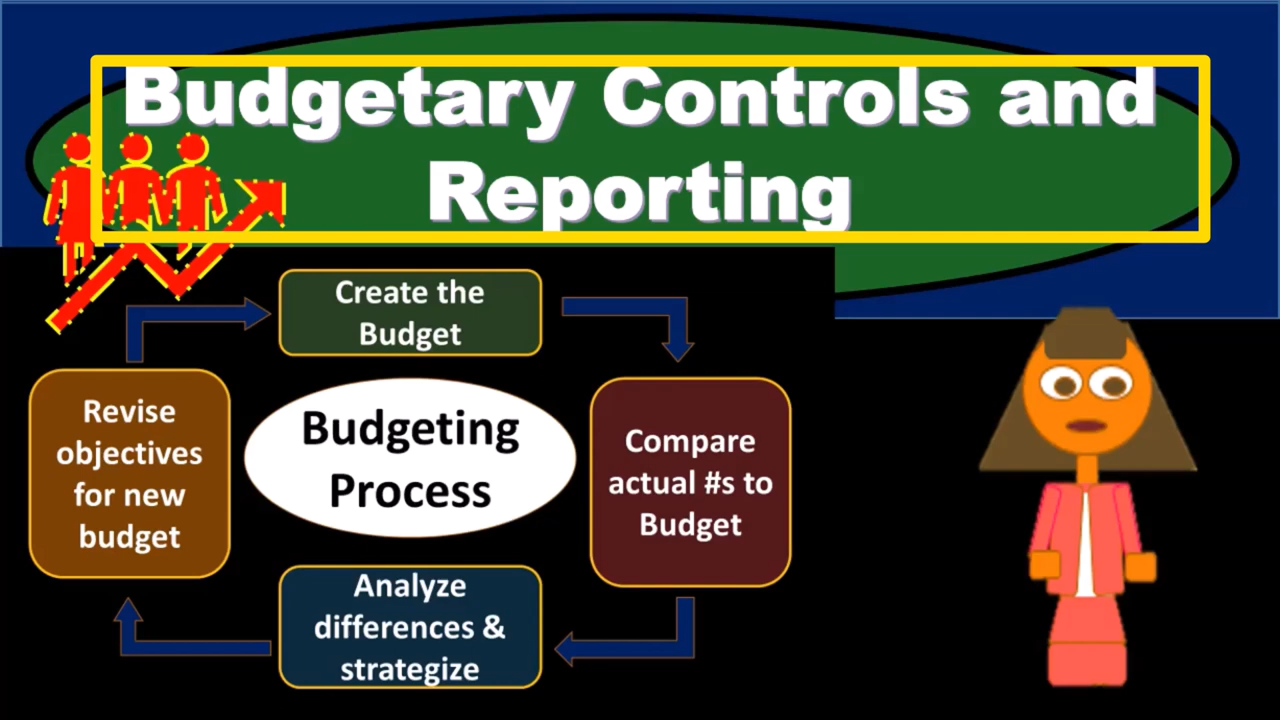 Budgetary Controls and
Reporting
Create the
Budget
Revise
objectives
for new
budget
Budgeting
Process
Compare
actual #s to
Budget
Analyze
differences &
strategize